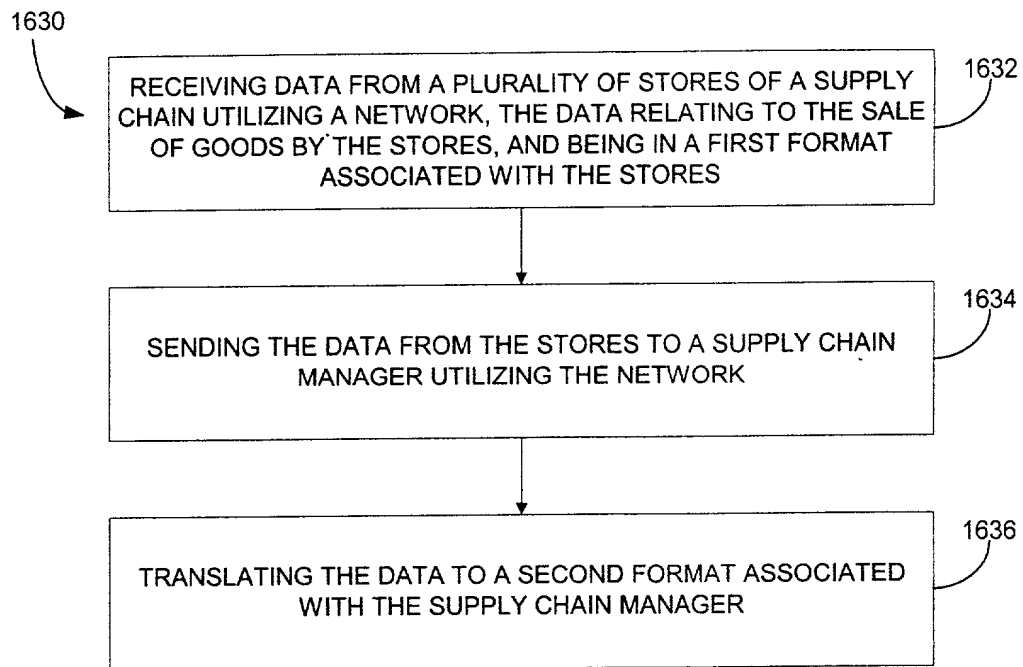 1630
1632
RECEIVING DATA FROM A PLURALITY OF STORES OF A SUPPLY
CHAIN UTILIZING A NETWORK, THE DATA RELATING TO THE SALE
OF GOODS BY THE STORES, AND BEING IN A FIRST FORMAT
ASSOCIATED WITH THE STORES
1634
SENDING THE DATA FROM THE STORES TO A SUPPLY CHAIN
MANAGER UTILIZING THE NETWORK
1636
TRANSLATING THE DATA TO A SECOND FORMAT ASSOCIATED
WITH THE SUPPLY CHAIN MANAGER